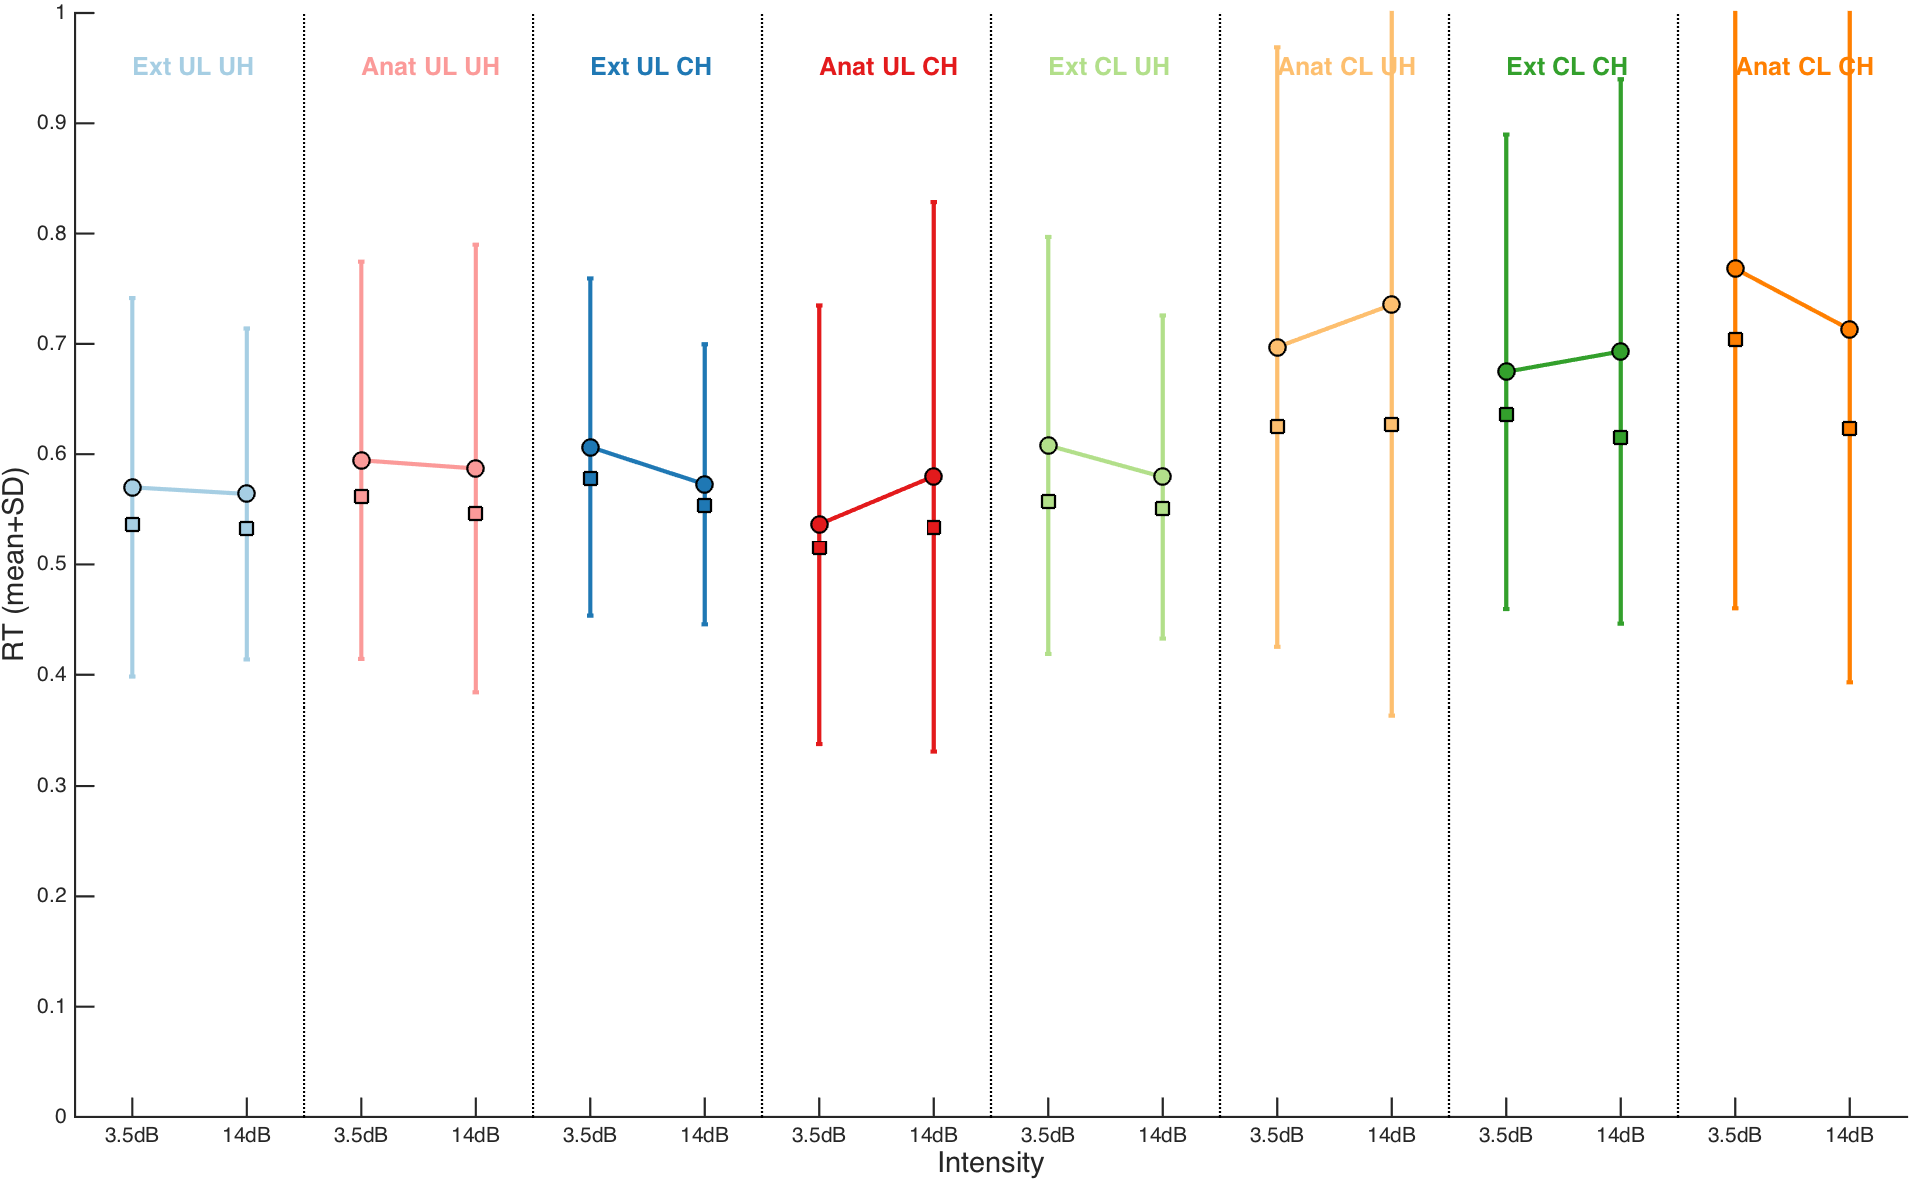 Ext UL UH
Anat UL UH
Ext UL CH
Anat UL CH
Ext CL UH
Anat CL UH
Ext CL CH
Anat CL CH
RT (mean+SD)
1
0.9
0.8
0.7
0.6
0.5
0.4
0.3
0.2
0.1
0
3.5dB 14dB 3.5dB 14dB 3.5dB 14dB 3.5dB 14dB 3.5dB 14dB 3.5dB 14dB 3.5dB 14dB 3.5dB 14dB
Intensity